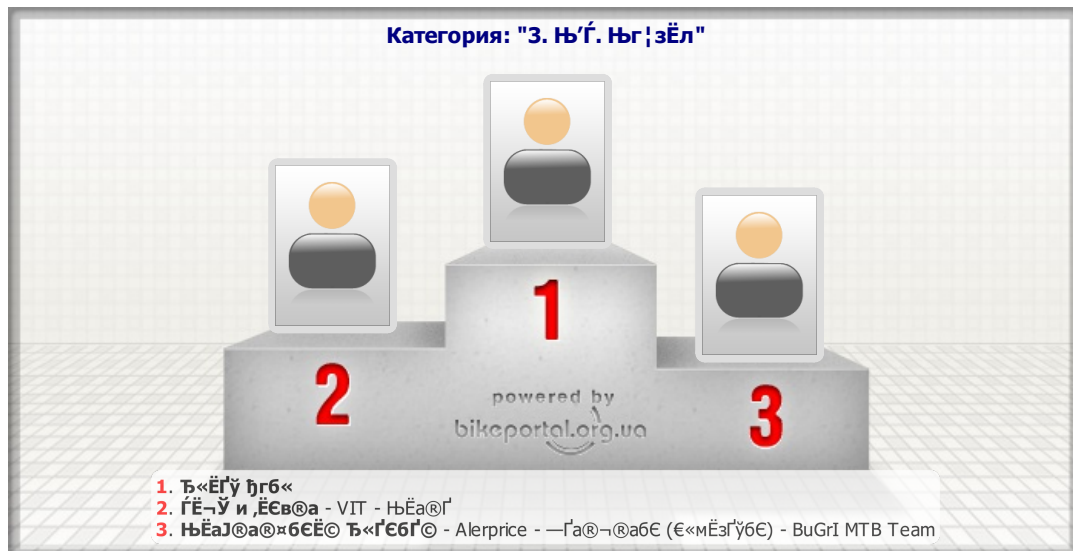 Категория: "3. Њ’Ѓ. Њг¦зЁл"
1
2
3
powered by
bikeportal.org.ua
1. Ђ«ЁҐў ђгб«
2. ЃЁ¬Ў и ‚ЁЄв®а - VIT - ЊЁа®Ґ
3. ЊЁаЈ®а®¤бЄЁ© Ђ«ҐЄбҐ© - Alerprice - —Ґа®¬®абЄ (€«мЁзҐўбЄ) - BuGrI MTB Team